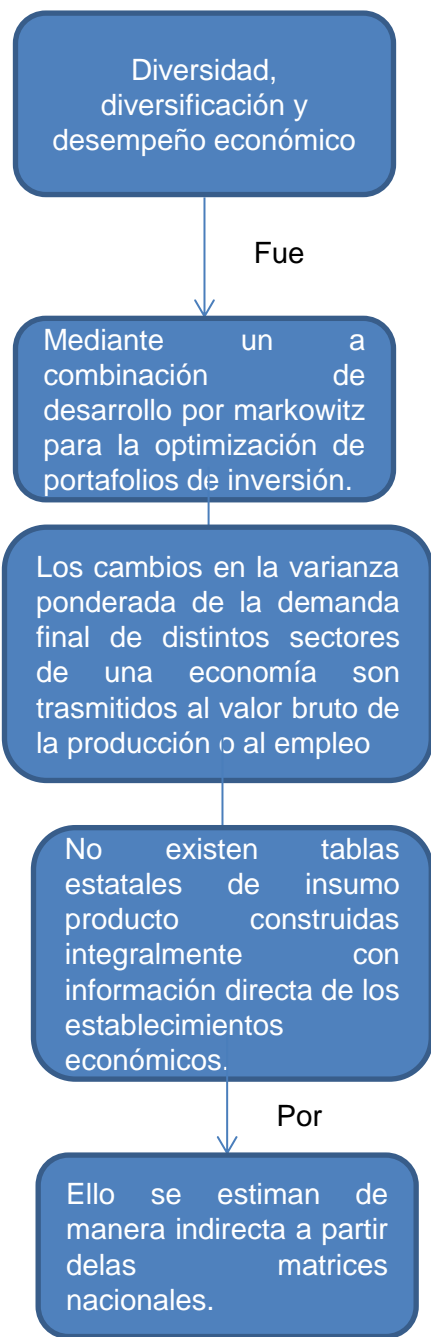 Diversidad,
diversificación y
desempeño económico
Fue
Mediante un a
combinación de
desarrollo por markowitz
para la optimización de
portafolios de inversión.
Los cambios en la varianza
ponderada de la demanda
final de distintos sectores
de una economía son
trasmitidos al valor bruto de
la producción o al empleo
No existen tablas
estatales de insumo
producto construidas
integralmente con
información directa de los
establecimientos
económicos.
Por
Ello se estiman de
manera indirecta a partir
delas matrices
nacionales.